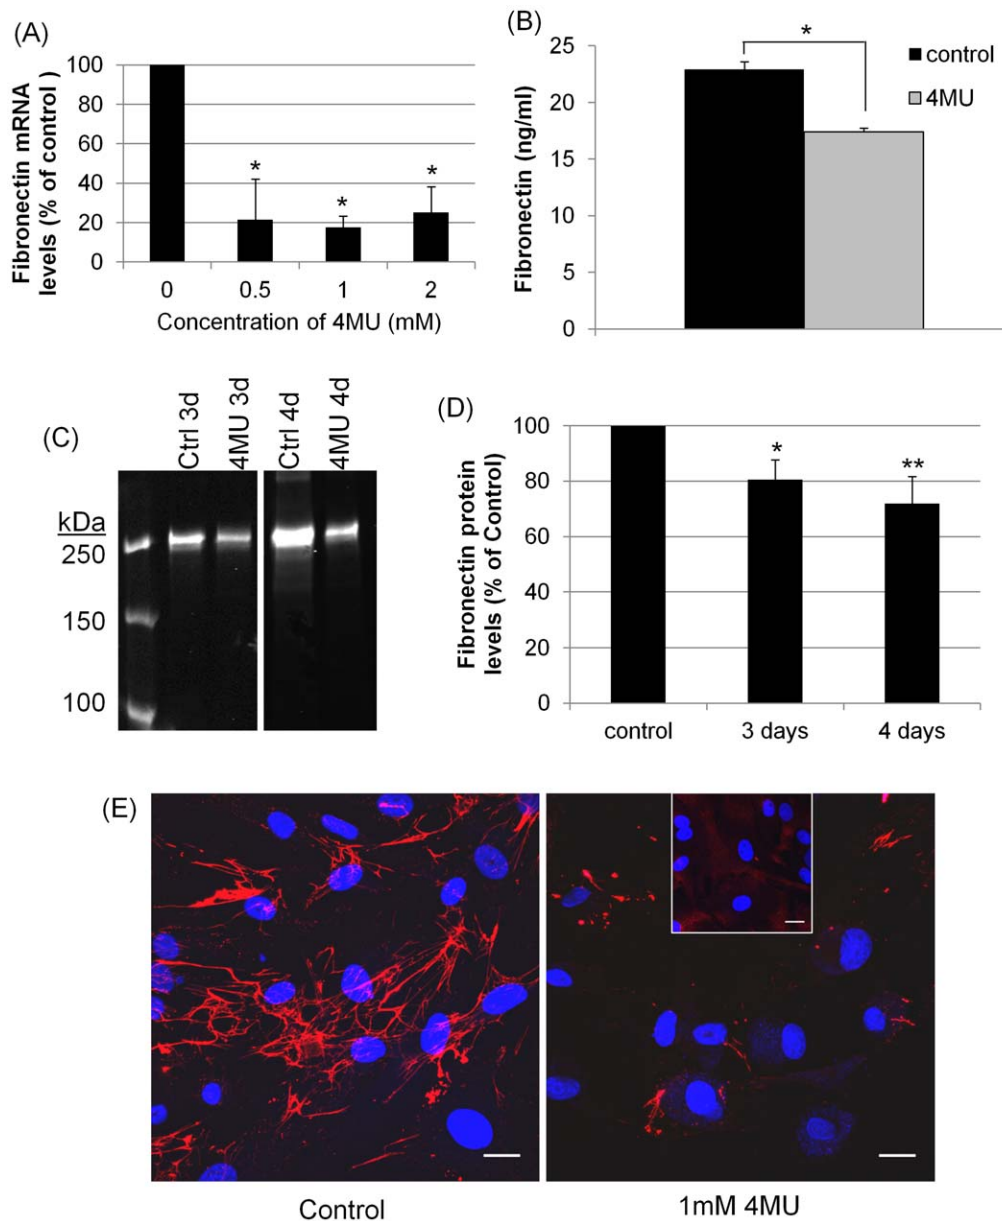 (A)
Fibronectin mRNA
levels (% of control)
100
80
60
40
20
0
*
*
*
0 0.5 1 2
Concentration of 4MU (mM)
(B)
Fibronectin (ng/ml)
25
20
15
10
5
0
*
control
4MU
(C)
Ctrl 3d
4MU 3d
Ctrl 4d
4MU 4d
kDa
250
150
100
(D)
Fibronectin protein
levels (% of Control)
100
80
60
40
20
0
*
**
control 3 days 4 days
(E)
Control
1mM 4MU